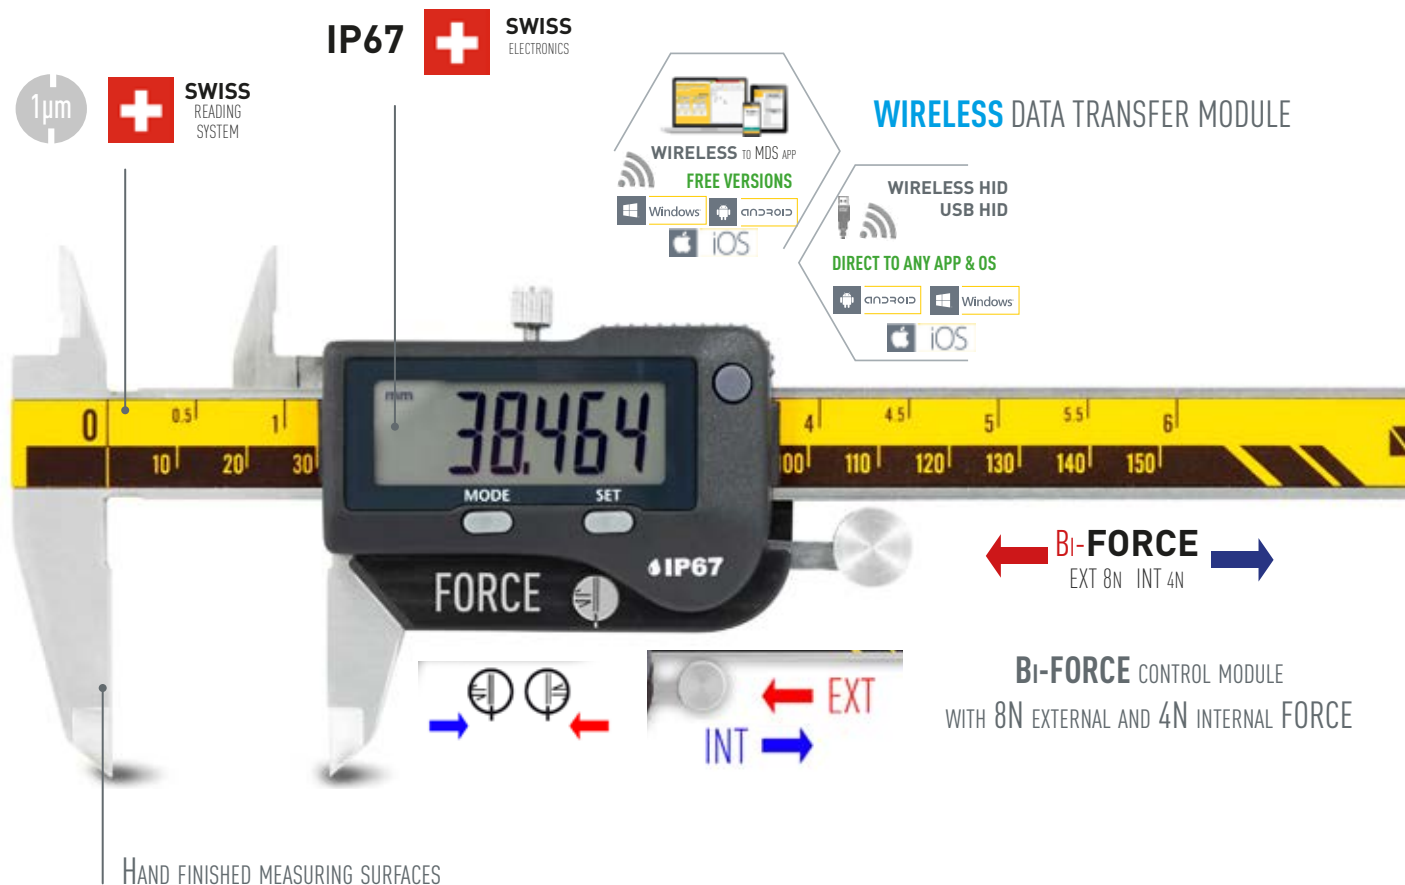 IP67
SWISS
ELECTRONICS
1µm
SWISS
READING
SYSTEM
WIRELESS DATA TRANSFER MODULE
WIRELESS TO MDS APP
FREE VERSIONS
Windows
ANDROID
iOS
WIRELESS HID
USB HID
DIRECT TO ANY APP & OS
ANDROID
Windows
iOS
mm
38.464
0 0.5 1 4 4.5 5 5.5 6
10 20 30 100 110 120 130 140 150
MODE SET
IP67
FORCE
BI-FORCE
EXT 8N INT 4N
EXT
INT
BI-FORCE CONTROL MODULE
WITH 8N EXTERNAL AND 4N INTERNAL FORCE
HAND FINISHED MEASURING SURFACES